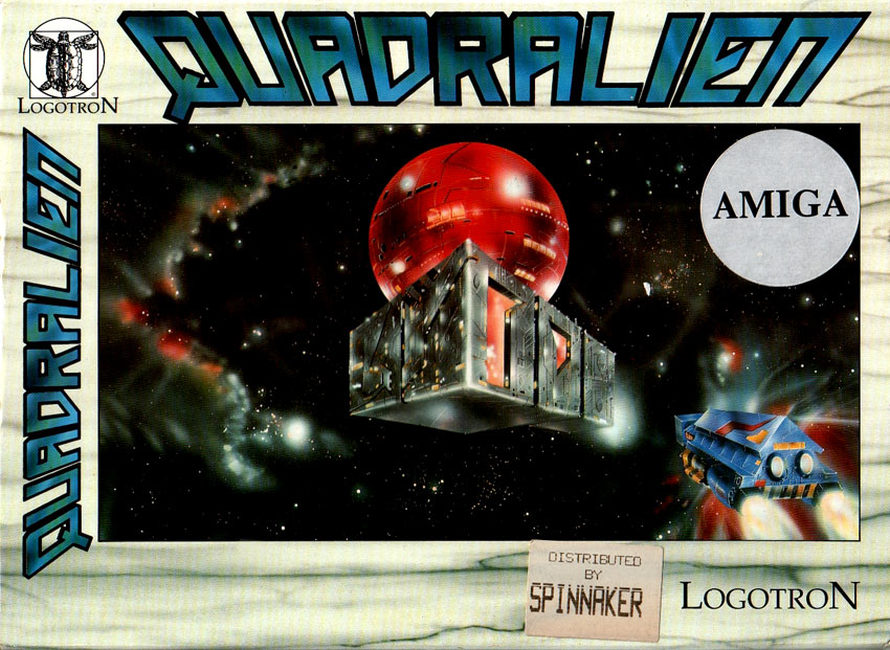 QUADRALIEN
LOGOTRON
QUADRALIEN
AMIGA
DISTRIBUTED
BY
SPINNAKER
LOGOTRON